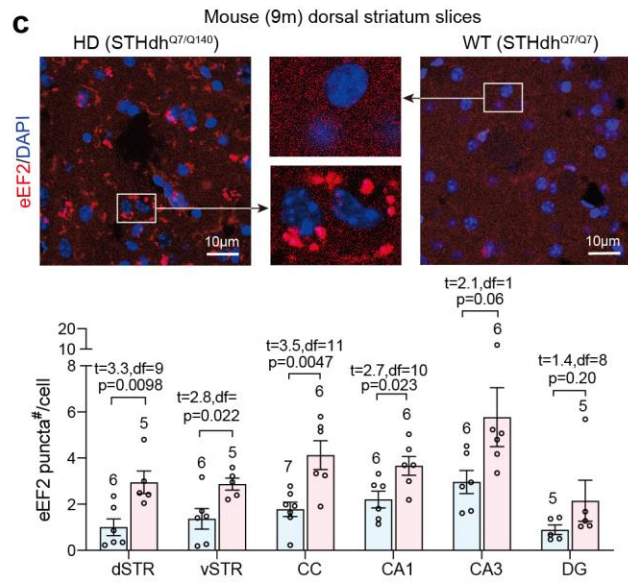 c
Mouse (9m) dorsal striatum slices
HD (STHdhQ7/Q140)
WT (STHdhQ7/Q7)
eEF2/DAPI
10μm
10μm
eEF2 puncta#/cell
20
10
8
6
4
2
0
t=3.3,df=9
p=0.0098
6
5
t=2.8,df=
p=0.022
6
5
t=3.5,df=11
p=0.0047
7
6
t=2.7,df=10
p=0.023
6
6
t=2.1,df=1
p=0.06
6
6
t=1.4,df=8
p=0.20
5
5
dSTR
vSTR
CC
CA1
CA3
DG